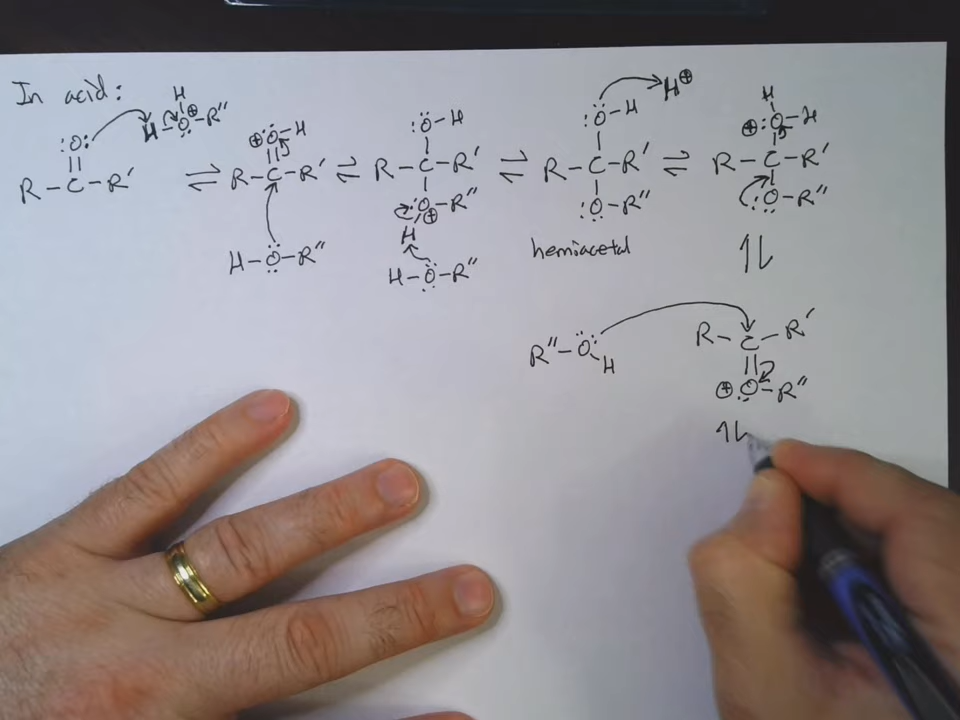 In acid:
:O: H–O⊕–R″ H
R–C–R′ ⇌ R–C–R′ ⊕:O–H ⇌ R–C–R′ :Ö–H :O⊕–R″ H ⇌ R–C–R′ :Ö–H H⊕ :Ö–R″ ⇌ R–C–R′ H ⊕:O–H :Ö–R″
H–Ö–R″ H–Ö–R″ hemiacetal ⇌
R″–Ö: H R–C–R′
⊕ :O–R″
⇌